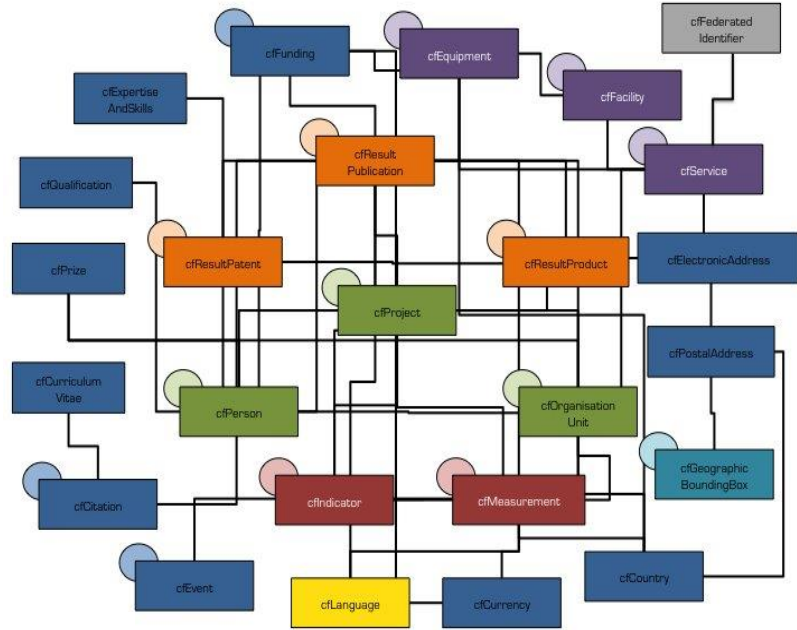 cfFederated
Identifier
cfFunding
cfEquipment
cfExpertise
AndSkills
cfFacility
cfResult
Publication
cfService
cfQualification
cfResultPatent
cfResultProduct
cfElectronicAddress
cfPrize
cfProject
cfPostalAddress
cfCurriculum
Vitae
cfPerson
cfOrganisation
Unit
cfGeographic
BoundingBox
cfCitation
cfIndicator
cfMeasurement
cfEvent
cfLanguage
cfCurrency
cfCountry